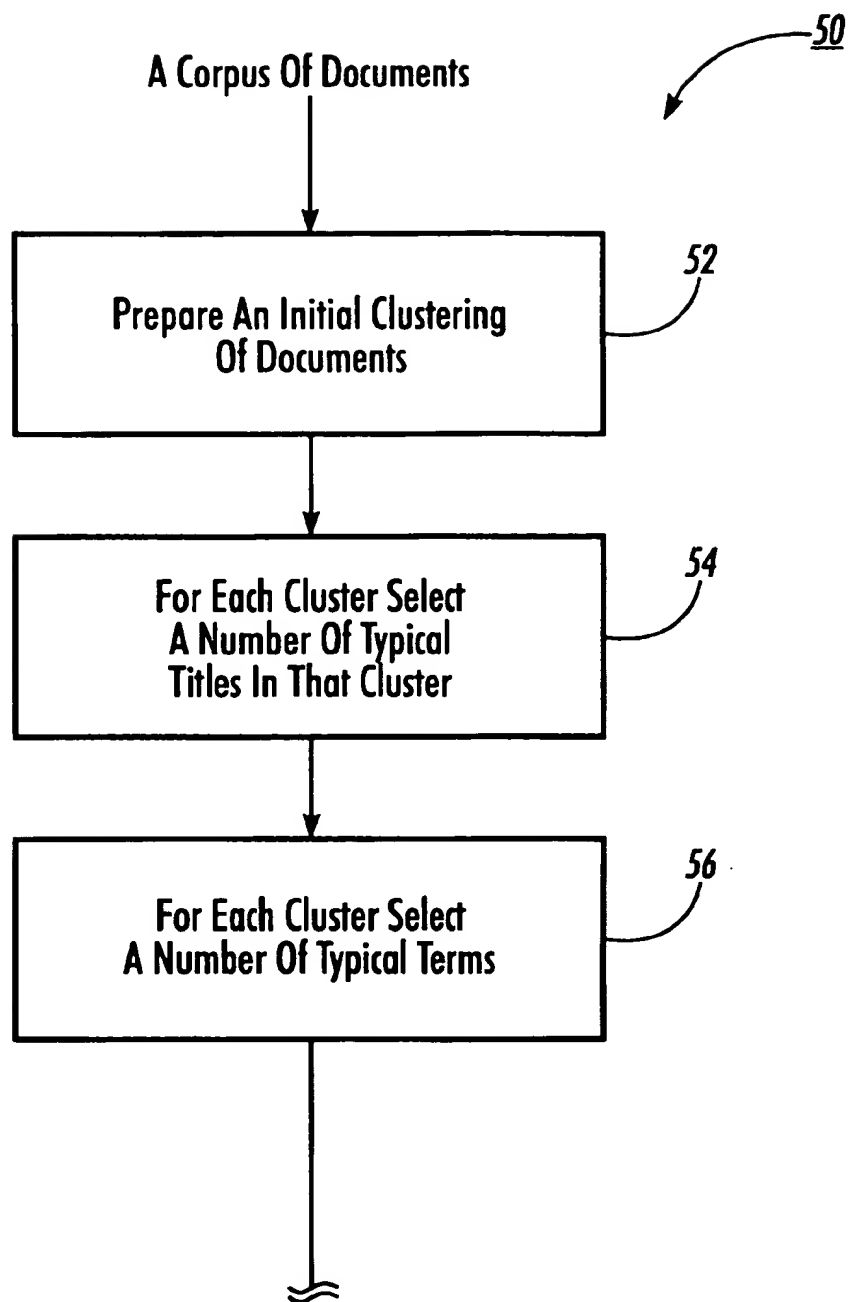 50
A Corpus Of Documents
52
Prepare An Initial Clustering
Of Documents
54
For Each Cluster Select
A Number Of Typical
Titles In That Cluster
56
For Each Cluster Select
A Number Of Typical Terms